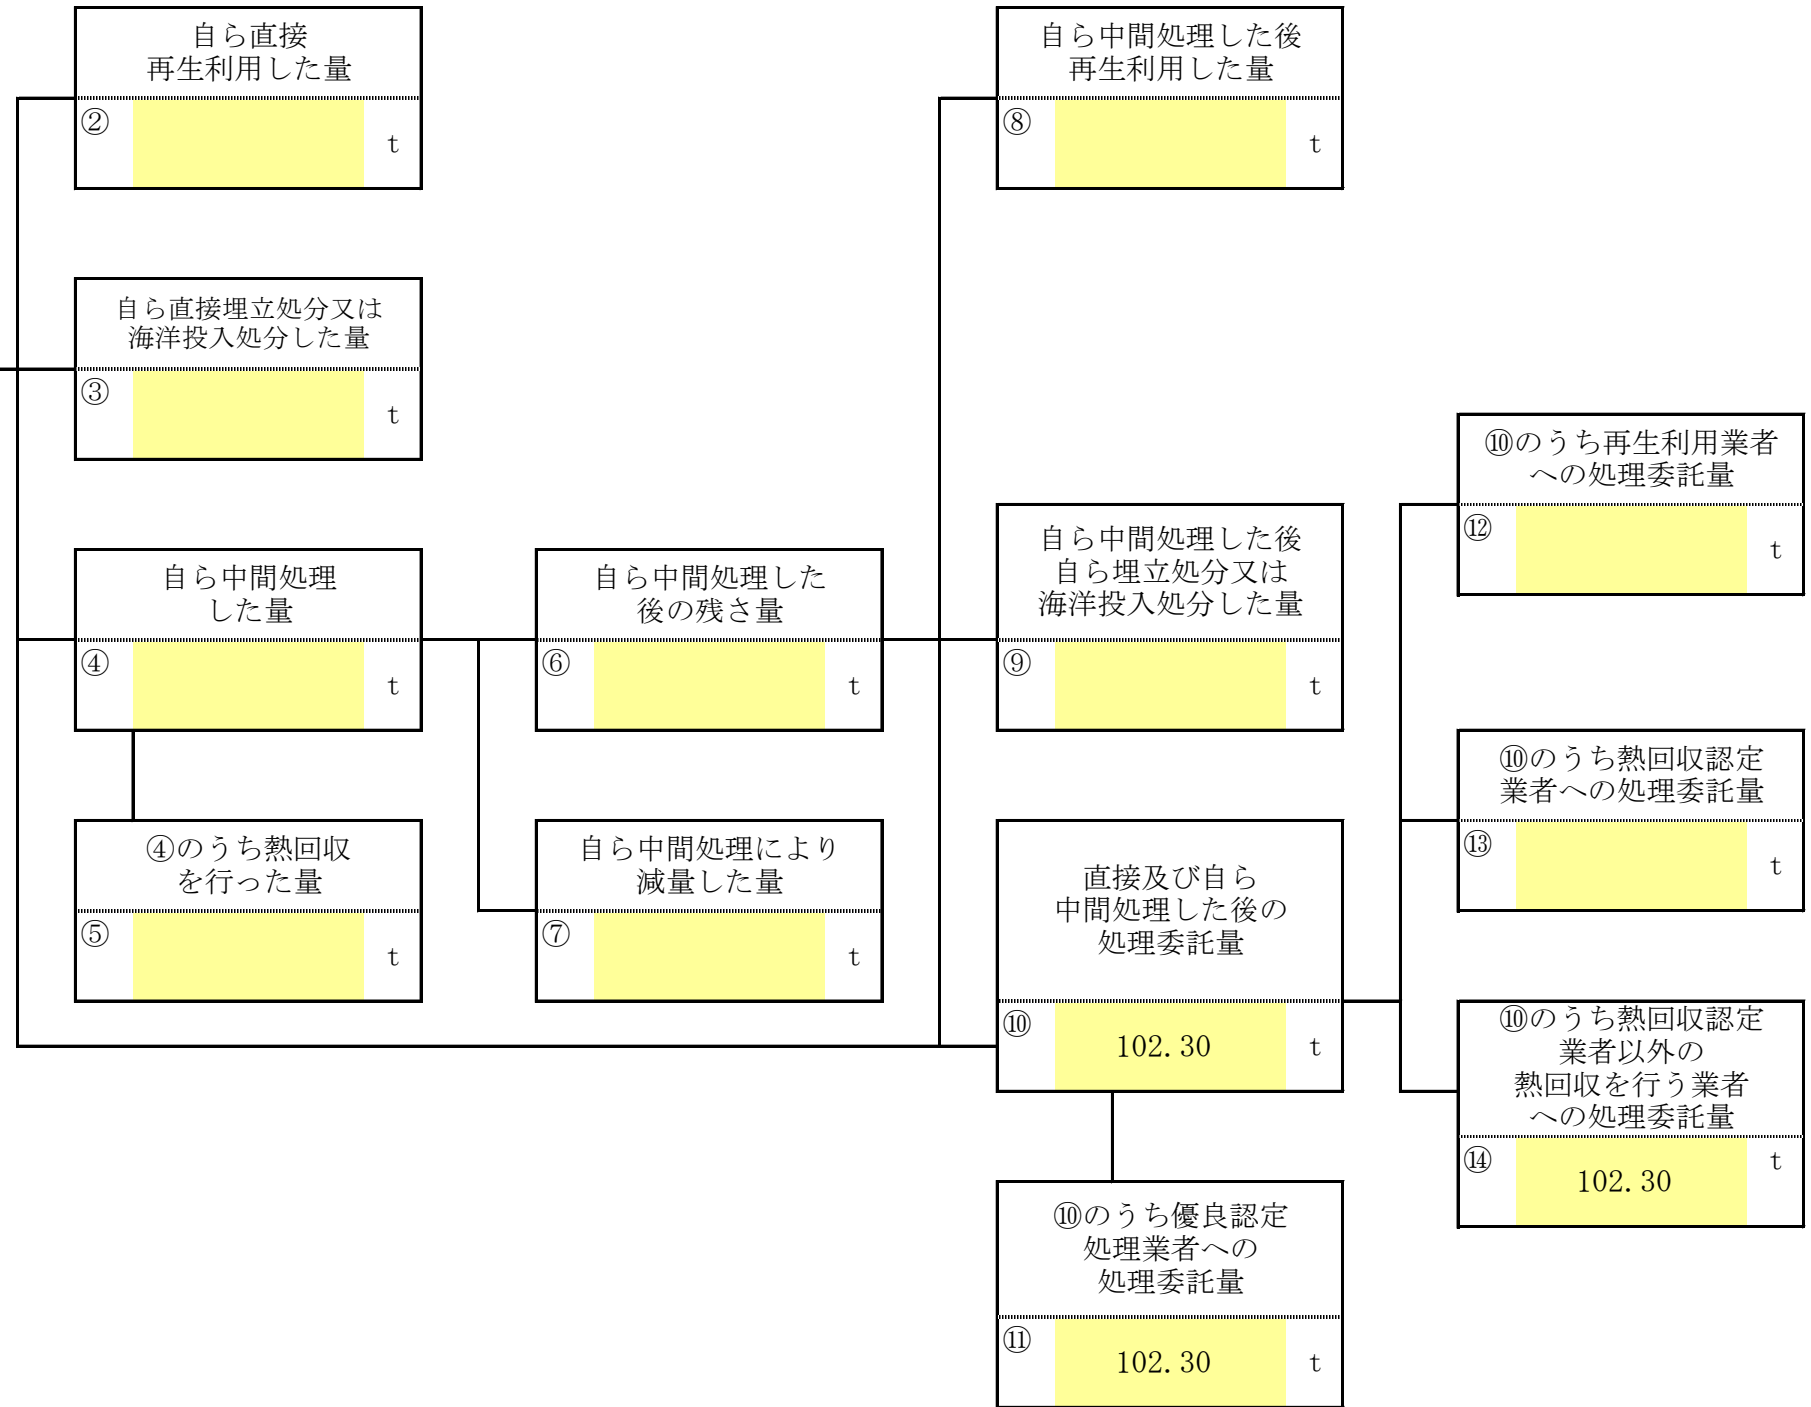 自ら直接
再生利用した量
②
t
自ら中間処理した後
再生利用した量
⑧
t
自ら直接埋立処分又は
海洋投入処分した量
③
t
⑩のうち再生利用業者
への処理委託量
⑫
t
自ら中間処理
した量
④
t
自ら中間処理した
後の残さ量
⑥
t
自ら中間処理した後
自ら埋立処分又は
海洋投入処分した量
⑨
t
⑩のうち熱回収認定
業者への処理委託量
⑬
t
④のうち熱回収
を行った量
⑤
t
自ら中間処理により
減量した量
⑦
t
直接及び自ら
中間処理した後の
処理委託量
⑩ 102.30 t
⑩のうち熱回収認定
業者以外の
熱回収を行う業者
への処理委託量
⑭ 102.30 t
⑩のうち優良認定
処理業者への
処理委託量
⑪ 102.30 t